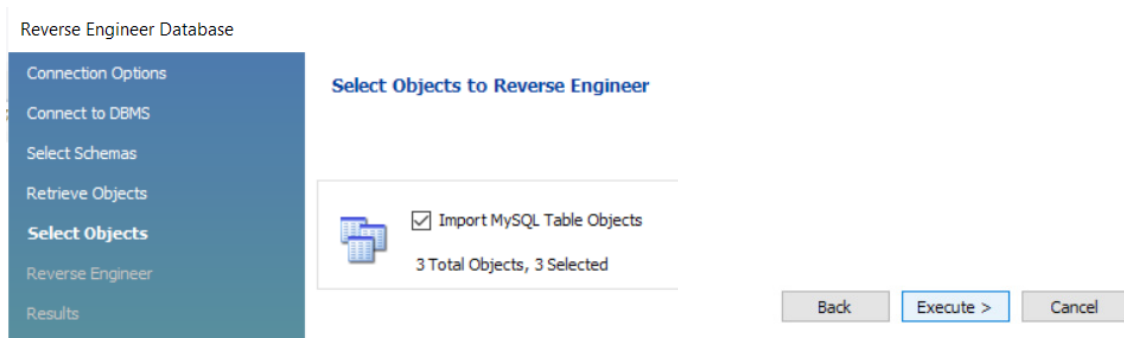 Reverse Engineer Database
Connection Options
Connect to DBMS
Select Schemas
Retrieve Objects
Select Objects
Reverse Engineer
Results
Select Objects to Reverse Engineer
Import MySQL Table Objects
3 Total Objects, 3 Selected
Back
Execute >
Cancel